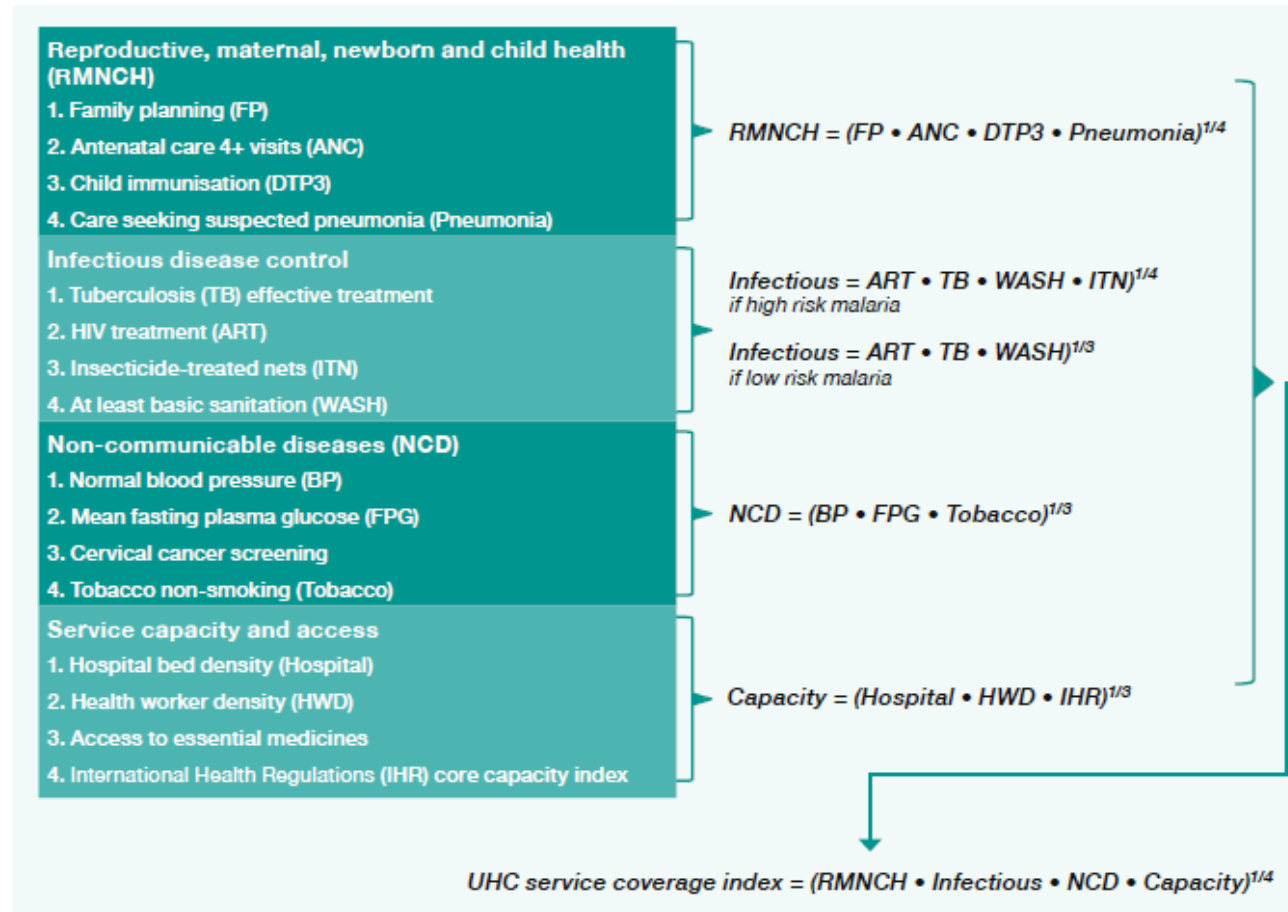 Reproductive, maternal, newborn and child health
(RMNCH)
1. Family planning (FP)
2. Antenatal care 4+ visits (ANC)
3. Child immunisation (DTP3)
4. Care seeking suspected pneumonia (Pneumonia)
RMNCH = (FP • ANC • DTP3 • Pneumonia)1/4
Infectious disease control
1. Tuberculosis (TB) effective treatment
2. HIV treatment (ART)
3. Insecticide-treated nets (ITN)
4. At least basic sanitation (WASH)
Infectious = ART • TB • WASH • ITN)1/4
if high risk malaria
Infectious = ART • TB • WASH)1/3
if low risk malaria
Non-communicable diseases (NCD)
1. Normal blood pressure (BP)
2. Mean fasting plasma glucose (FPG)
3. Cervical cancer screening
4. Tobacco non-smoking (Tobacco)
NCD = (BP • FPG • Tobacco)1/3
Service capacity and access
1. Hospital bed density (Hospital)
2. Health worker density (HWD)
3. Access to essential medicines
4. International Health Regulations (IHR) core capacity index
Capacity = (Hospital • HWD • IHR)1/3
UHC service coverage index = (RMNCH • Infectious • NCD • Capacity)1/4